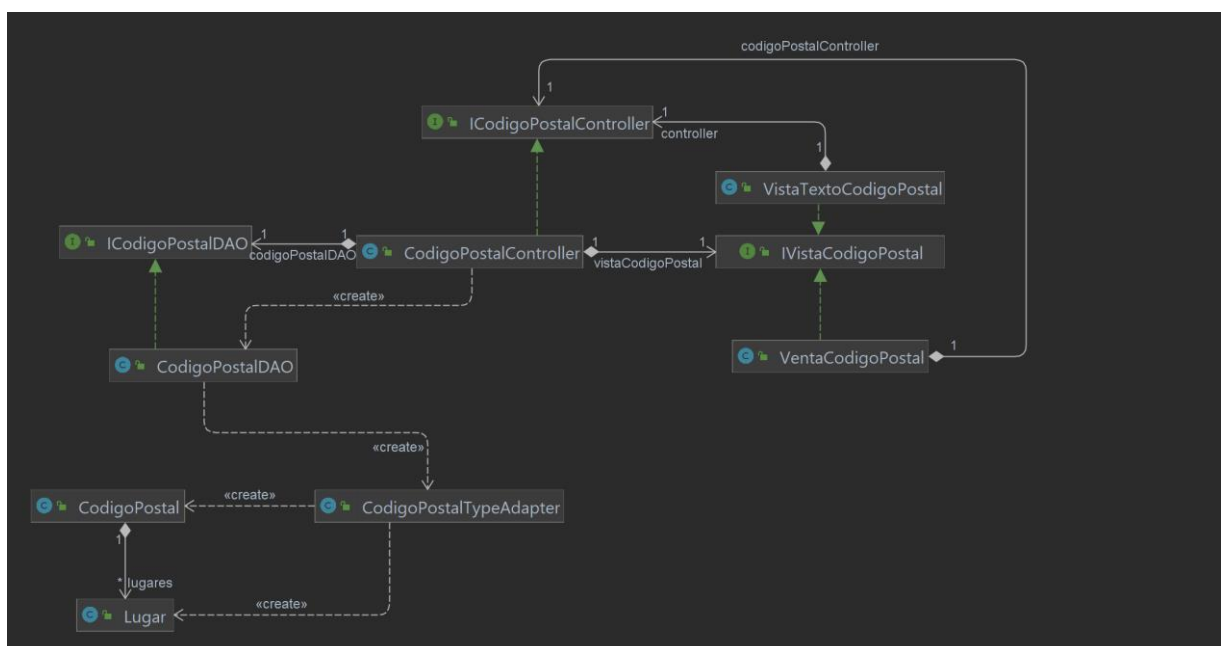 codigoPostalController
1
ICodigoPostalController
1
controller
1
VistaTextoCodigoPostal
ICodigoPostalDAO
1
codigoPostalDAO
1
CodigoPostalController
1
vistaCodigoPostal
1
IVistaCodigoPostal
«create»
CodigoPostalDAO
VentaCodigoPostal
1
«create»
CodigoPostal
«create»
CodigoPostalTypeAdapter
1
* lugares
«create»
Lugar